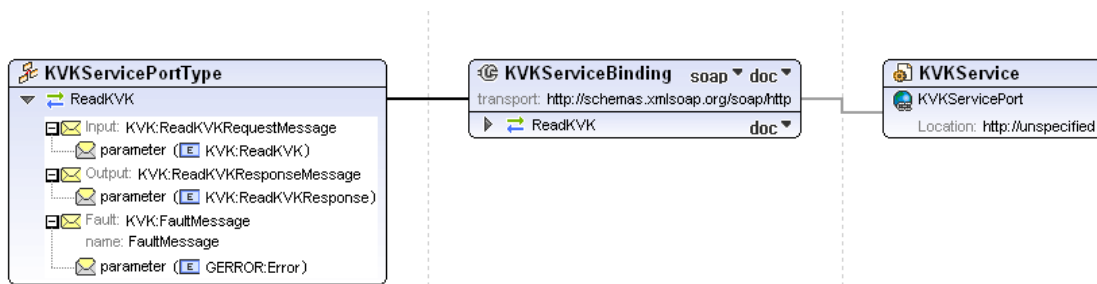 KVKServicePortType
ReadKVK
Input: KVK:ReadKVKRequestMessage
parameter ( E KVK:ReadKVK)
Output: KVK:ReadKVKResponseMessage
parameter ( E KVK:ReadKVKResponse)
Fault: KVK:FaultMessage
name: FaultMessage
parameter ( E GERROR:Error)
KVKServiceBinding soap doc
transport: http://schemas.xmlsoap.org/soap/http
ReadKVK doc
KVKService
KVKServicePort
Location: http://unspecified